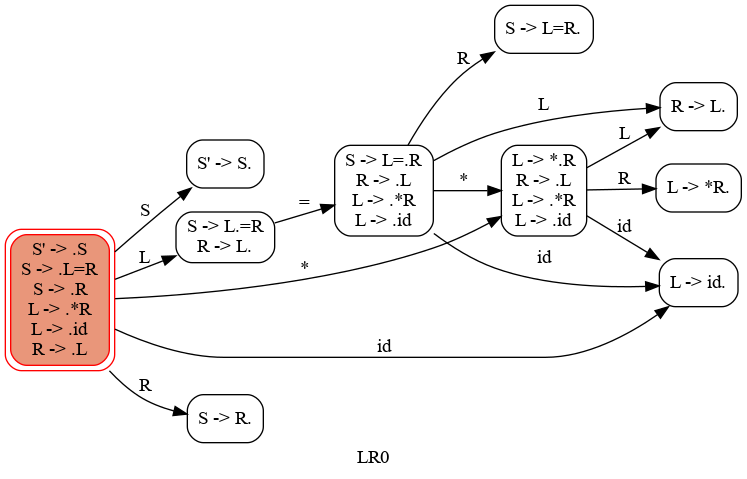 S -> L=R.
R
L
R -> L.
S' -> S.
S
S -> L=.R
R -> .L
L -> .*R
L -> .id
*
L -> *.R
R -> .L
L -> .*R
L -> .id
L
R
L -> *R.
S -> L.=R
R -> L.
=
L
id
S' -> .S
S -> .L=R
S -> .R
L -> .*R
L -> .id
R -> .L
*
id
L -> id.
id
R
S -> R.
LR0